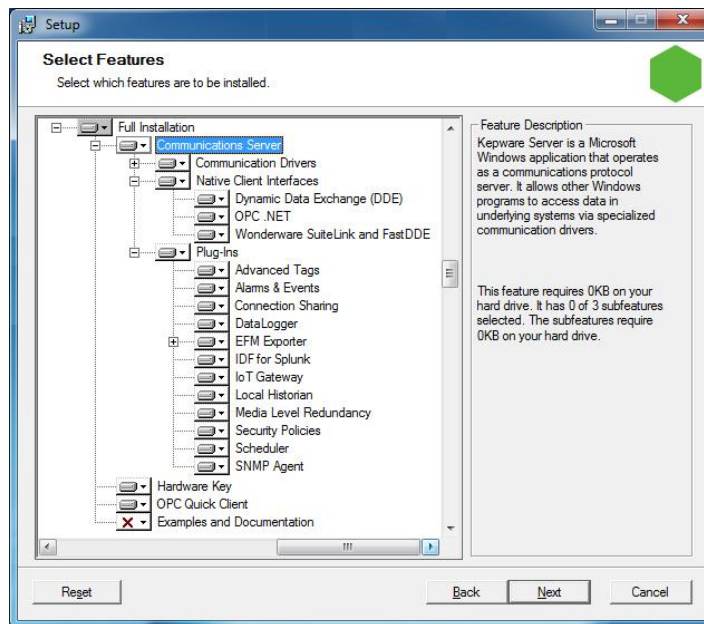 Setup
Select Features
Select which features are to be installed.
Full Installation
Communications Server
Communication Drivers
Native Client Interfaces
Dynamic Data Exchange (DDE)
OPC .NET
Wonderware SuiteLink and FastDDE
Plug-Ins
Advanced Tags
Alarms & Events
Connection Sharing
DataLogger
EFM Exporter
IDF for Splunk
IoT Gateway
Local Historian
Media Level Redundancy
Security Policies
Scheduler
SNMP Agent
Hardware Key
OPC Quick Client
Examples and Documentation
Feature Description
Kepware Server is a Microsoft
Windows application that operates
as a communications protocol
server. It allows other Windows
programs to access data in
underlying systems via specialized
communication drivers.
This feature requires 0KB on your
hard drive. It has 0 of 3 subfeatures
selected. The subfeatures require
0KB on your hard drive.
Reset
Back
Next
Cancel